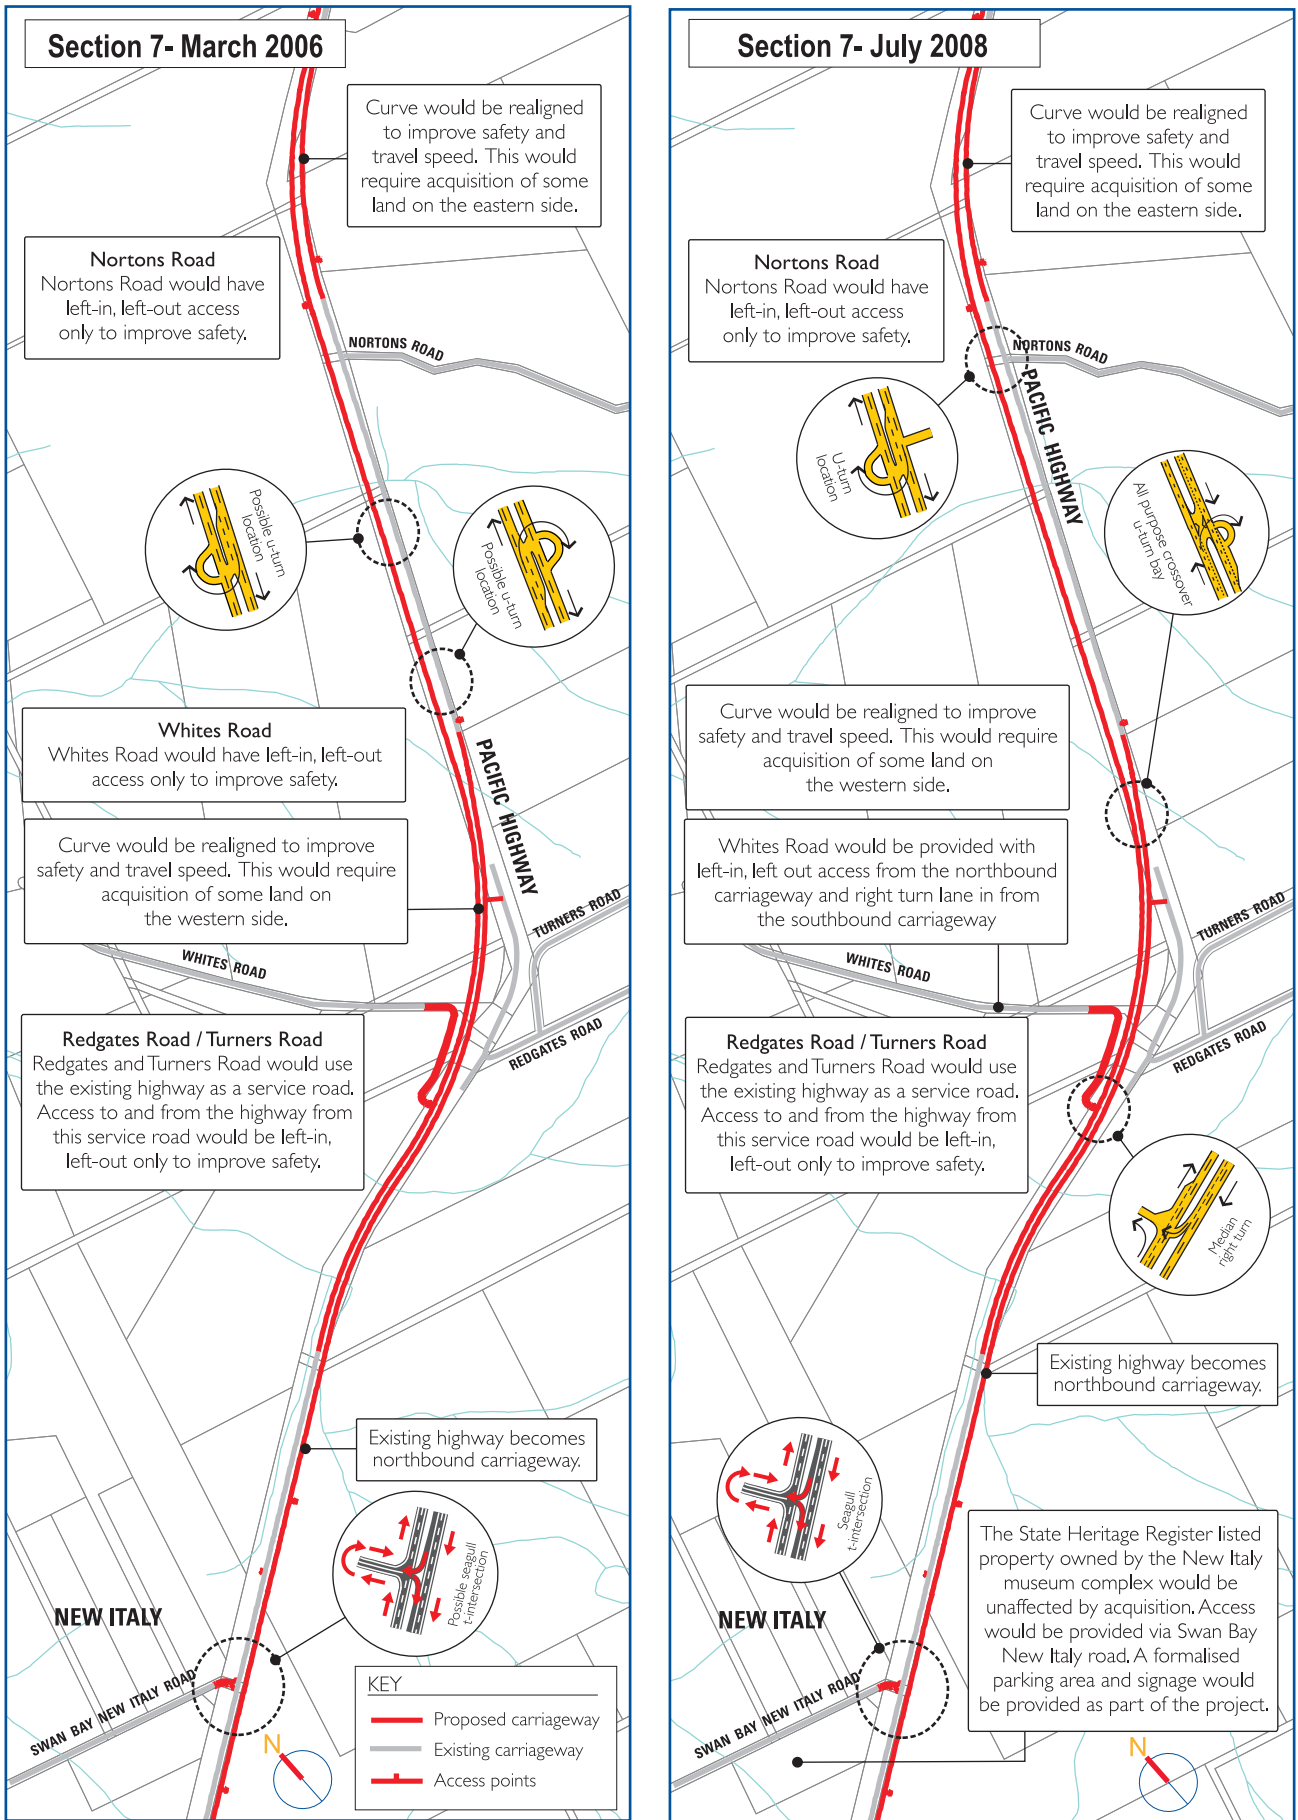 Section 7- March 2006
Curve would be realigned
to improve safety and
travel speed. This would
require acquisition of some
land on the eastern side.
Nortons Road
Nortons Road would have
left-in, left-out access
only to improve safety.
NORTONS ROAD
Possible u-turn
location
Possible u-turn
location
Whites Road
Whites Road would have left-in, left-out
access only to improve safety.
PACIFIC HIGHWAY
Curve would be realigned to improve
safety and travel speed. This would require
acquisition of some land on
the western side.
TURNERS ROAD
WHITES ROAD
REDGATES ROAD
Redgates Road / Turners Road
Redgates and Turners Road would use
the existing highway as a service road.
Access to and from the highway from
this service road would be left-in,
left-out only to improve safety.
Existing highway becomes
northbound carriageway.
Possible seagull
t-intersection
NEW ITALY
SWAN BAY NEW ITALY ROAD
KEY
Proposed carriageway
Existing carriageway
Access points
N
Section 7- July 2008
Curve would be realigned
to improve safety and
travel speed. This would
require acquisition of some
land on the eastern side.
Nortons Road
Nortons Road would have
left-in, left-out access
only to improve safety.
NORTONS ROAD
PACIFIC HIGHWAY
U-turn
location
All purpose crossover
u-turn bay
Curve would be realigned to improve
safety and travel speed. This would require
acquisition of some land on
the western side.
Whites Road would be provided with
left-in, left out access from the northbound
carriageway and right turn lane in from
the southbound carriageway
TURNERS ROAD
WHITES ROAD
REDGATES ROAD
Redgates Road / Turners Road
Redgates and Turners Road would use
the existing highway as a service road.
Access to and from the highway from
this service road would be left-in,
left-out only to improve safety.
Median
right turn
Existing highway becomes
northbound carriageway.
Seagull
t-intersection
The State Heritage Register listed
property owned by the New Italy
museum complex would be
unaffected by acquisition. Access
would be provided via Swan Bay
New Italy road. A formalised
parking area and signage would
be provided as part of the project.
NEW ITALY
SWAN BAY NEW ITALY ROAD
N